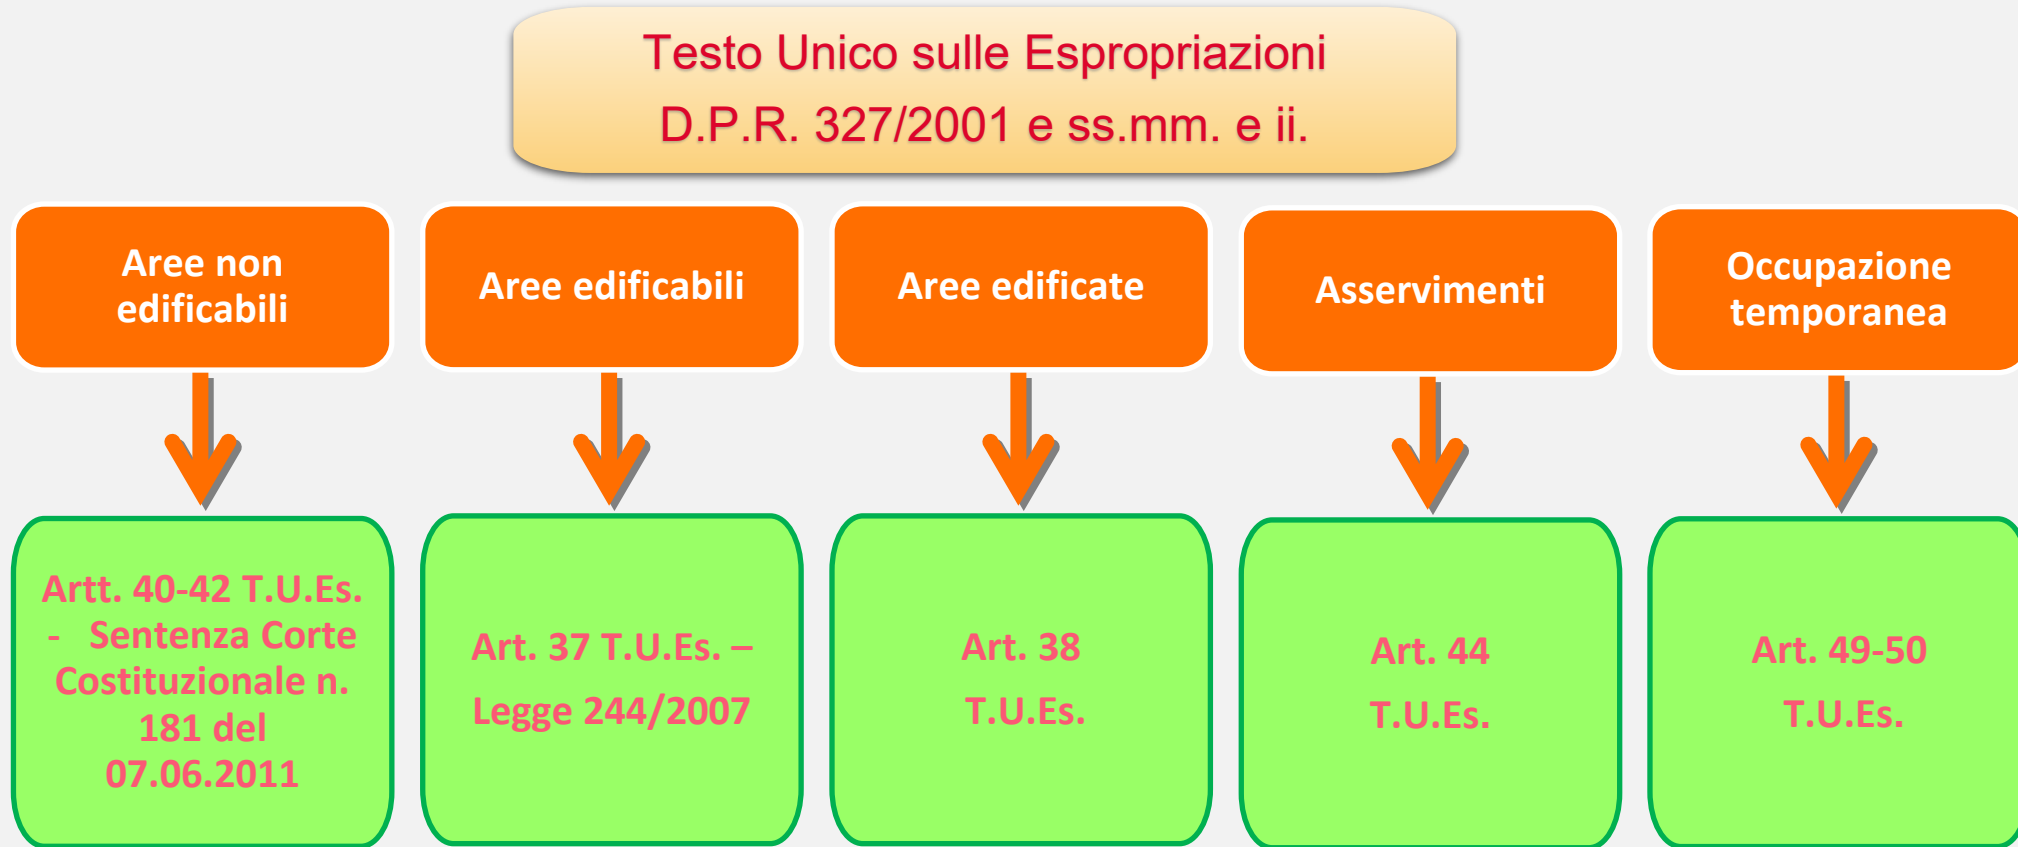 Testo Unico sulle Espropriazioni
D.P.R. 327/2001 e ss.mm. e ii.
Aree non
edificabili
Aree edificabili
Aree edificate
Asservimenti
Occupazione
temporanea
Artt. 40-42 T.U.Es.
- Sentenza Corte
Costituzionale n.
181 del
07.06.2011
Art. 37 T.U.Es. –
Legge 244/2007
Art. 38
T.U.Es.
Art. 44
T.U.Es.
Art. 49-50
T.U.Es.